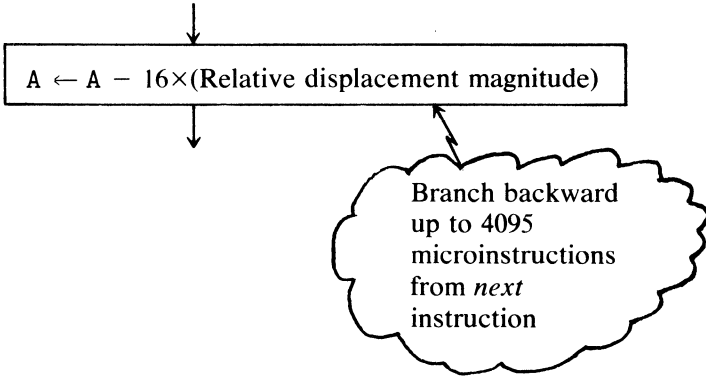 A ← A − 16×(Relative displacement magnitude)
Branch backward
up to 4095
microinstructions
from next
instruction